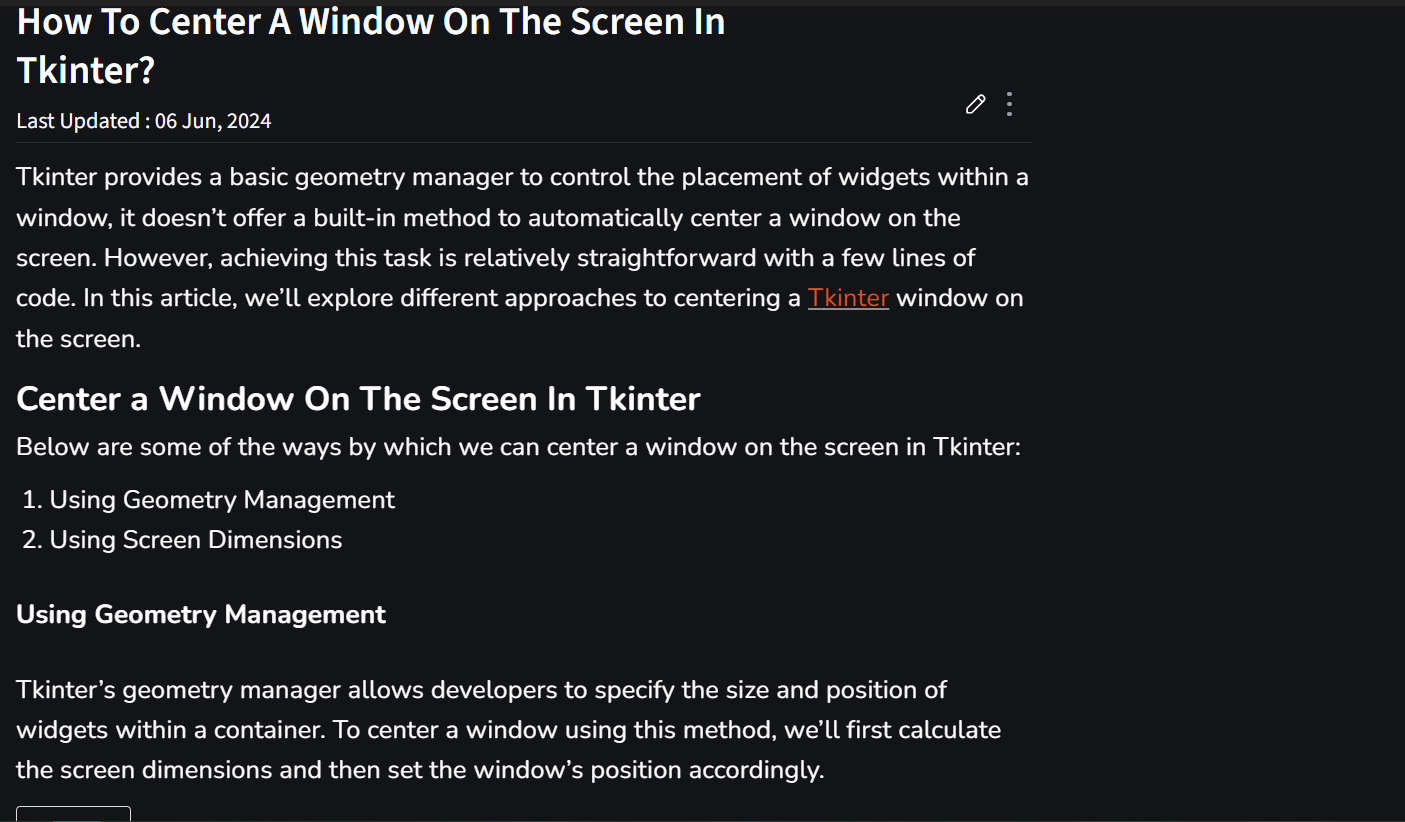 How To Center A Window On The Screen In
Tkinter?
Last Updated : 06 Jun, 2024
Tkinter provides a basic geometry manager to control the placement of widgets within a
window, it doesn’t offer a built-in method to automatically center a window on the
screen. However, achieving this task is relatively straightforward with a few lines of
code. In this article, we’ll explore different approaches to centering a Tkinter window on
the screen.
Center a Window On The Screen In Tkinter
Below are some of the ways by which we can center a window on the screen in Tkinter:
1. Using Geometry Management
2. Using Screen Dimensions
Using Geometry Management
Tkinter’s geometry manager allows developers to specify the size and position of
widgets within a container. To center a window using this method, we’ll first calculate
the screen dimensions and then set the window’s position accordingly.